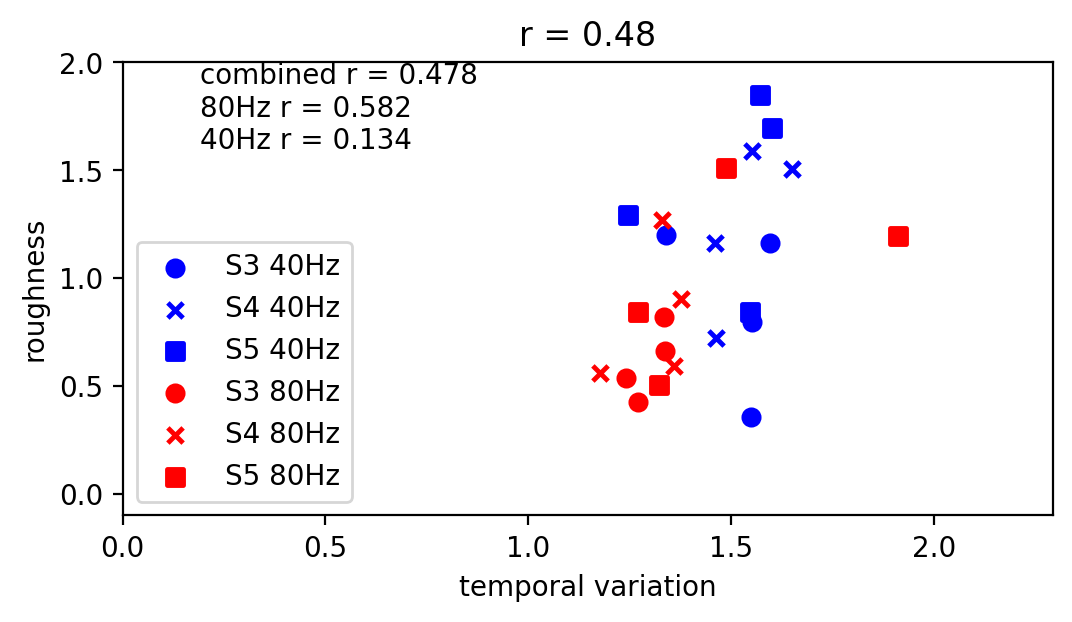 r = 0.48
combined r = 0.478
80Hz r = 0.582
40Hz r = 0.134
2.0
1.5
1.0
0.5
0.0
roughness
S3 40Hz
S4 40Hz
S5 40Hz
S3 80Hz
S4 80Hz
S5 80Hz
0.0 0.5 1.0 1.5 2.0
temporal variation